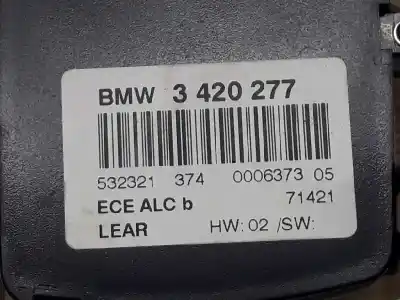 BMW 3 420 277
532321 374 0006373 05
ECE ALC b 71421
LEAR HW: 02 /SW: